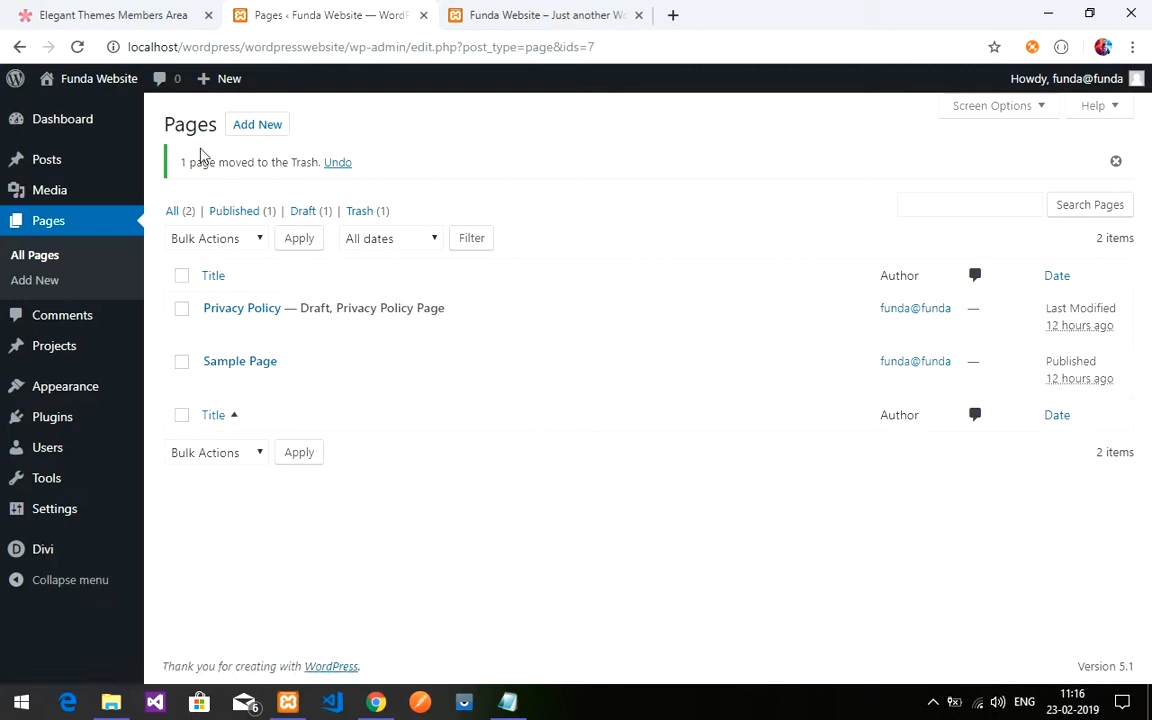 Elegant Themes Members Area
Pages ‹ Funda Website — WordP
Funda Website – Just another Wo
localhost/wordpress/wordpresswebsite/wp-admin/edit.php?post_type=page&ids=7
Funda Website
0
New
Howdy, funda@funda
Screen Options
Help
Dashboard
Posts
Media
Pages
All Pages
Add New
Comments
Projects
Appearance
Plugins
Users
Tools
Settings
Divi
Collapse menu
Pages
Add New
1 page moved to the Trash. Undo
All (2) | Published (1) | Draft (1) | Trash (1)
Search Pages
Bulk Actions
Apply
All dates
Filter
2 items
Title
Author
Date
Privacy Policy — Draft, Privacy Policy Page
funda@funda
—
Last Modified
12 hours ago
Sample Page
funda@funda
—
Published
12 hours ago
Title
Author
Date
Bulk Actions
Apply
2 items
Thank you for creating with WordPress.
Version 5.1
6
ENG
11:16
23-02-2019